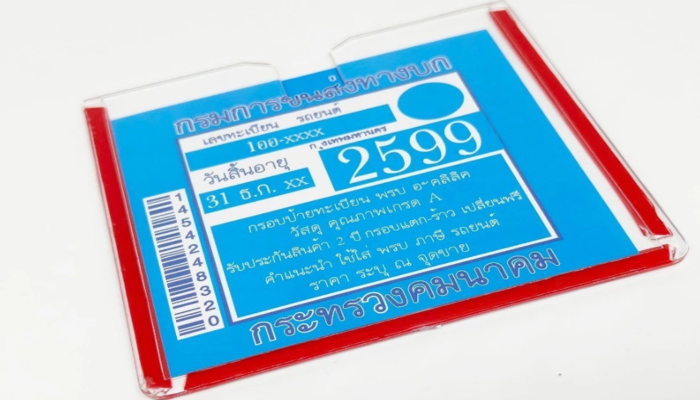 กรมการขนส่งทางบก
เลขทะเบียน รถยนต์
100-xxxx
กรุงเทพมหานคร
วันสิ้นอายุ
2599
31 ธ.ค. xx
กรอบป้ายทะเบียน พรบ อะคลิลิค
วัสดุ คุณภาพเกรด A
รับประกันสินค้า 2 ปี กรอบแตก-ร้าว เปลี่ยนฟรี
คำแนะนำ ใช้ใส่ พรบ ภาษี รถยนต์
ราคา ระบุ ณ จุดขาย
กระทรวงคมนาคม
1454248320